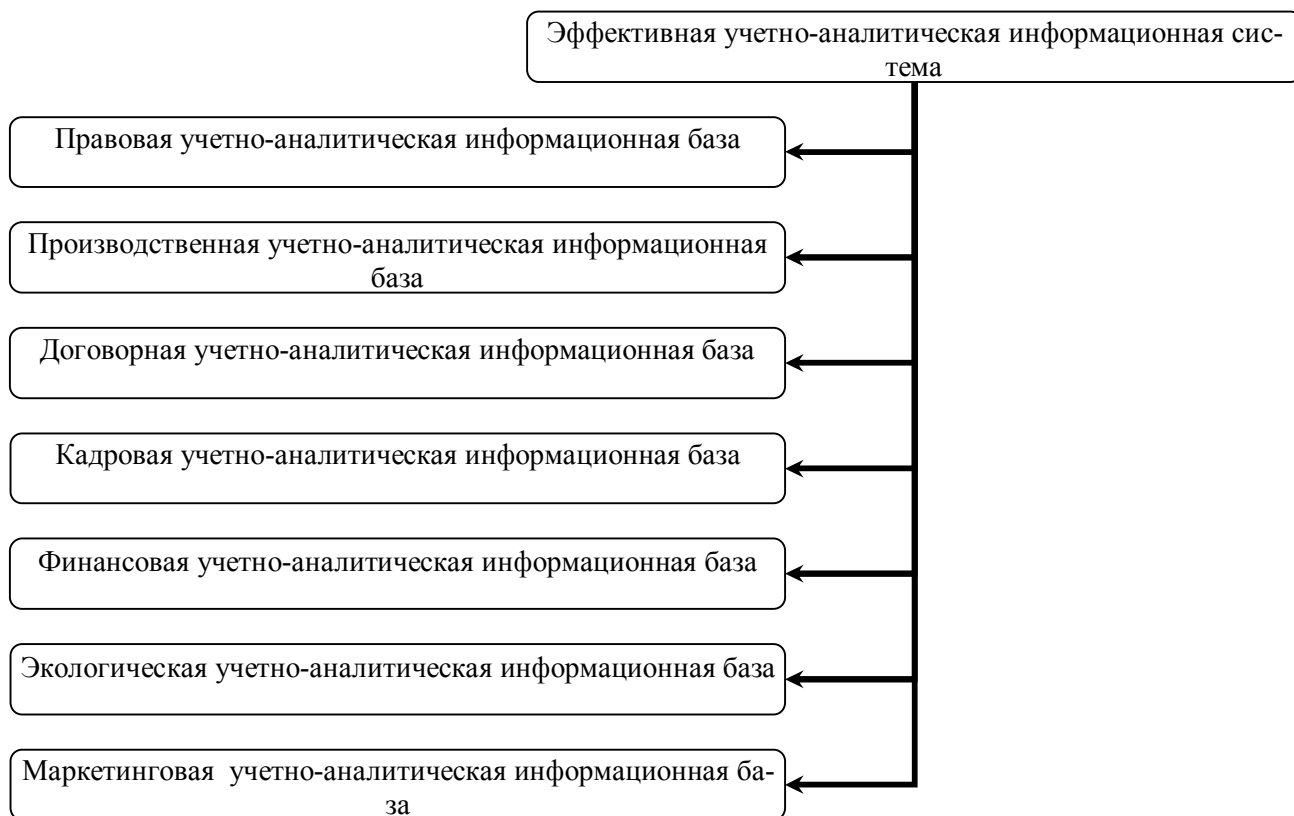 Эффективная учетно-аналитическая информационная сис-
тема
Правовая учетно-аналитическая информационная база
Производственная учетно-аналитическая информационная
база
Договорная учетно-аналитическая информационная база
Кадровая учетно-аналитическая информационная база
Финансовая учетно-аналитическая информационная база
Экологическая учетно-аналитическая информационная база
Маркетинговая  учетно-аналитическая информационная ба-
за